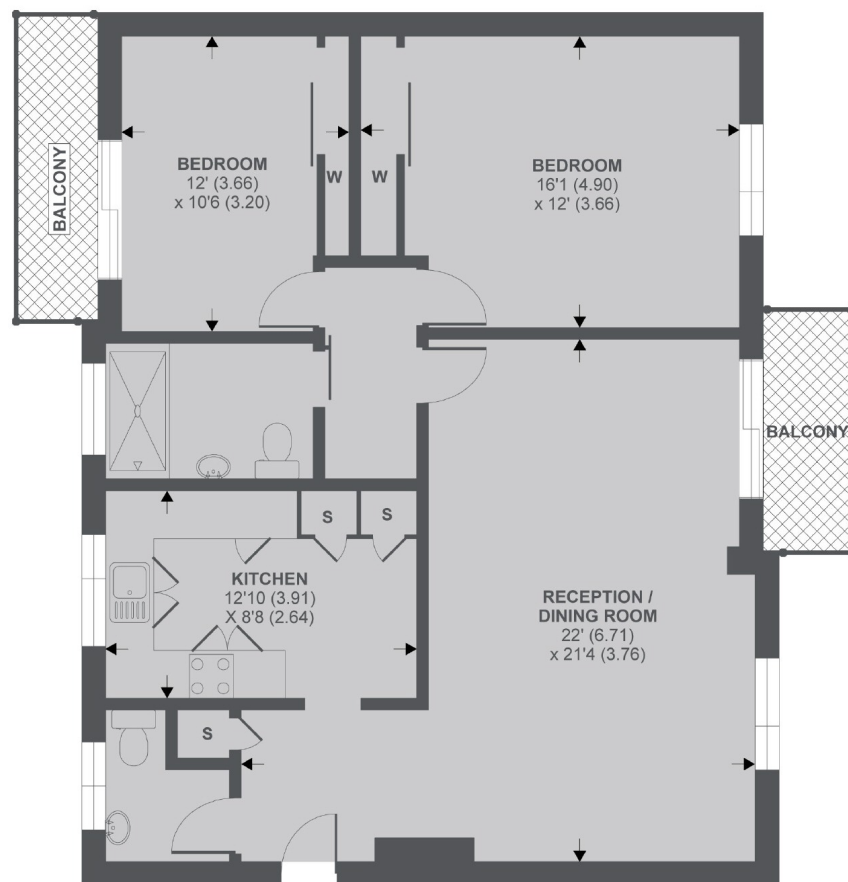 BALCONY
BEDROOM
12' (3.66)
x 10'6 (3.20)
W
W
BEDROOM
16'1 (4.90)
x 12' (3.66)
BALCONY
S
S
KITCHEN
12'10 (3.91)
X 8'8 (2.64)
RECEPTION /
DINING ROOM
22' (6.71)
x 21'4 (3.76)
S